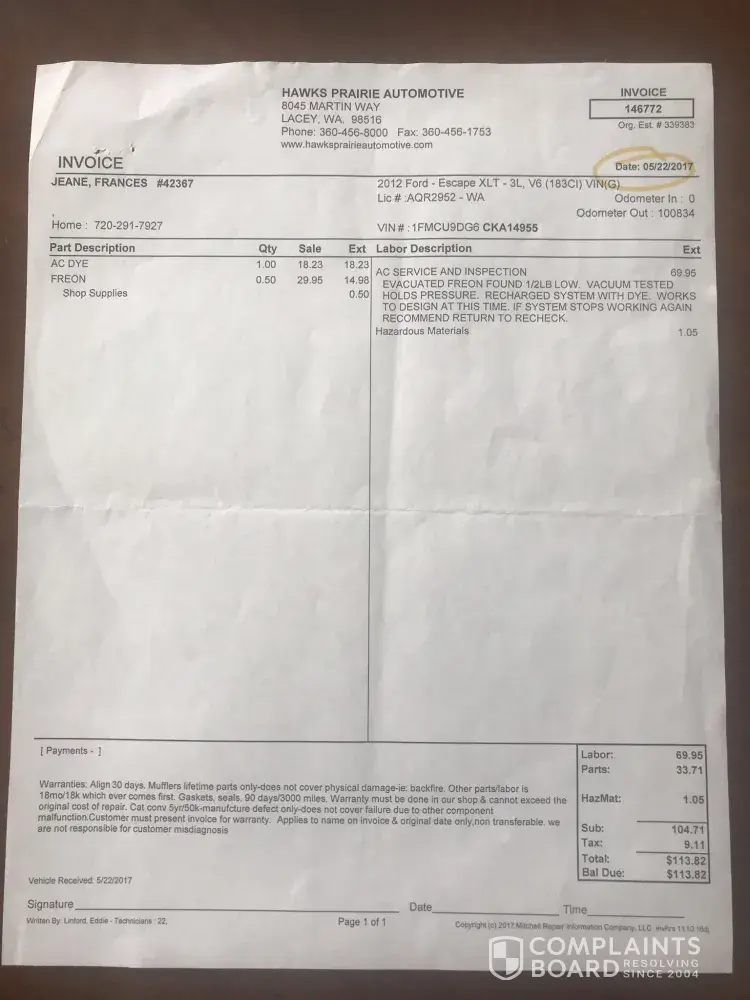 HAWKS PRAIRIE AUTOMOTIVE
8045 MARTIN WAY
LACEY, WA. 98516
Phone: 360-456-8000 Fax: 360-456-1753
www.hawksprairieautomotive.com
INVOICE
146772
Org. Est. # 339383
INVOICE
Date: 05/22/2017
JEANE, FRANCES #42367
2012 Ford - Escape XLT - 3L, V6 (183CI) VIN(G)
Lic # :AQR2952 - WA
Odometer In : 0
Odometer Out : 100834
Home : 720-291-7927
VIN # : 1FMCU9DG6 CKA14955
Part Description Qty Sale Ext Labor Description Ext
AC DYE 1.00 18.23 18.23
FREON 0.50 29.95 14.98
Shop Supplies 0.50
AC SERVICE AND INSPECTION 69.95
EVACUATED FREON FOUND 1/2LB LOW. VACUUM TESTED
HOLDS PRESSURE. RECHARGED SYSTEM WITH DYE. WORKS
TO DESIGN AT THIS TIME. IF SYSTEM STOPS WORKING AGAIN
RECOMMEND RETURN TO RECHECK.
Hazardous Materials 1.05
[ Payments - ]
Warranties: Align 30 days. Mufflers lifetime parts only-does not cover physical damage-ie: backfire. Other parts/labor is
18mo/18k which ever comes first. Gaskets, seals, 90 days/3000 miles. Warranty must be done in our shop & cannot exceed the
original cost of repair. Cat conv 5yr/50k-manufcture defect only-does not cover failure due to other component
malfunction.Customer must present invoice for warranty. Applies to name on invoice & original date only,non transferable. we
are not responsible for customer misdiagnosis
Labor: 69.95
Parts: 33.71
HazMat: 1.05
Sub: 104.71
Tax: 9.11
Total: $113.82
Bal Due: $113.82
Vehicle Received: 5/22/2017
Signature Date Time
Written By: Linford, Eddie - Technicians : 22,
Page 1 of 1
Copyright (c) 2017 Mitchell Repair Information Company, LLC invhrs 11.10.16dj
COMPLAINTS
BOARD RESOLVING
SINCE 2004